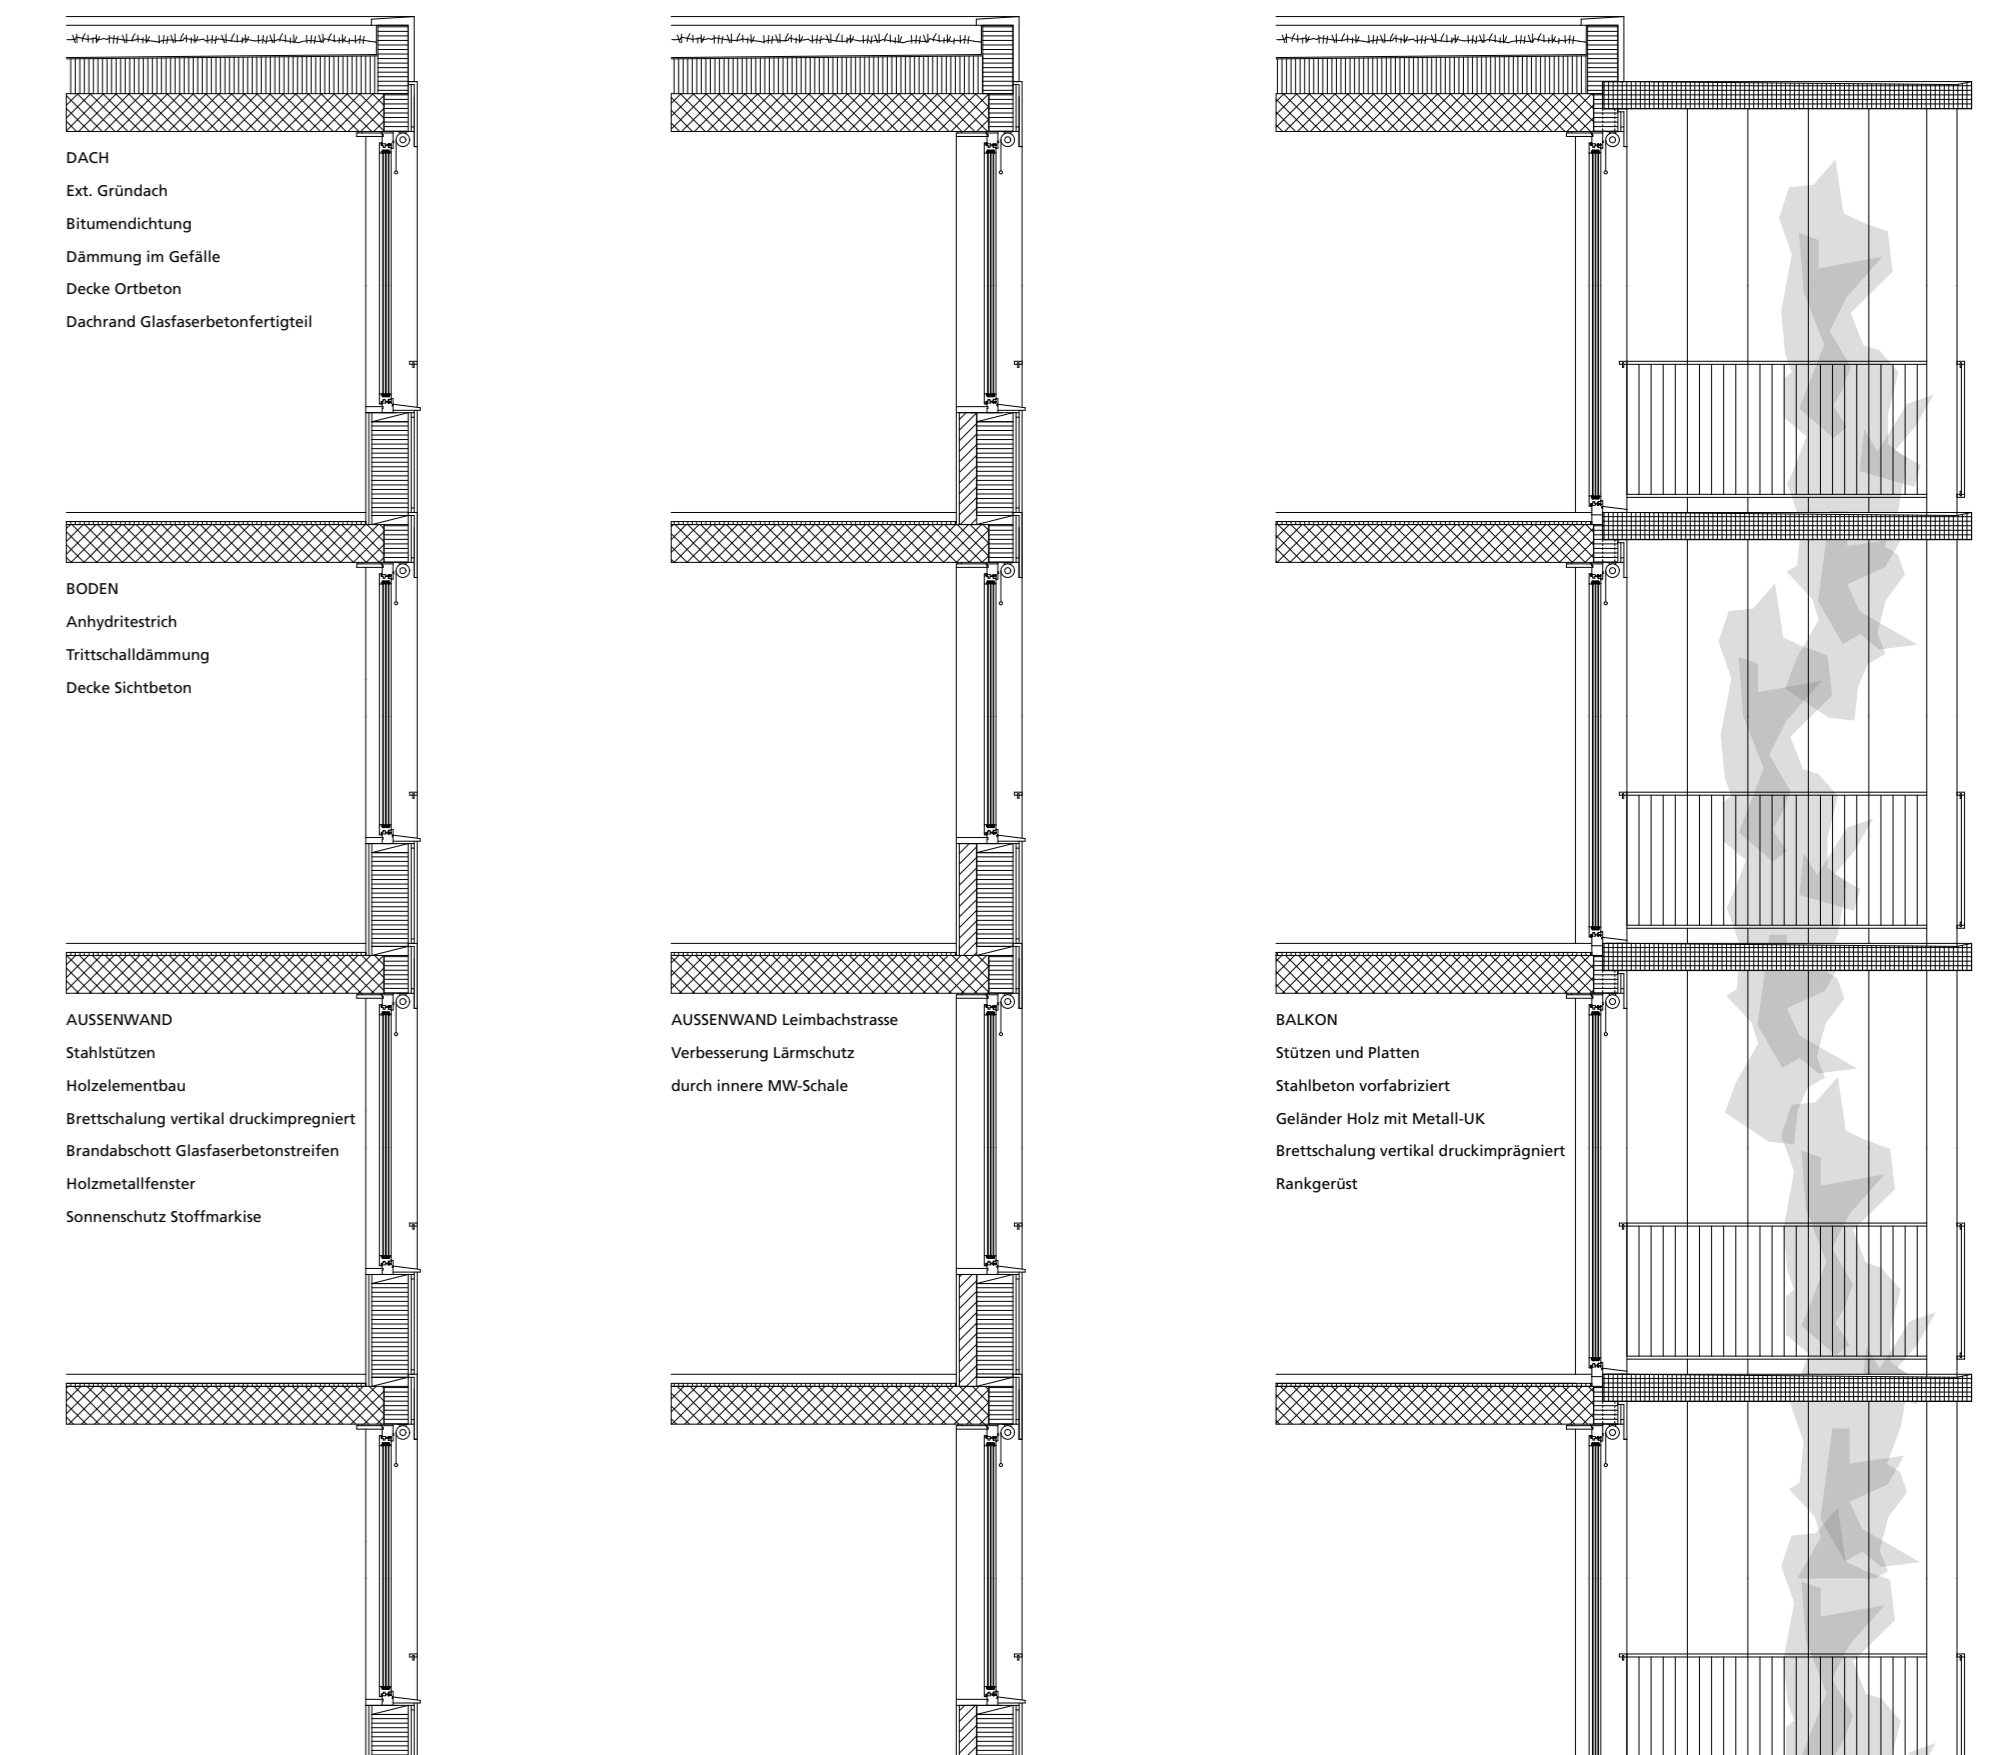 DACH
Ext. Gründach
Bitumendichtung
Dämmung im Gefälle
Decke Ortbeton
Dachrand Glasfaserbetonfertigteil
BODEN
Anhydritestrich
Trittschalldämmung
Decke Sichtbeton
AUSSENWAND
Stahlstützen
Holzelementbau
Brettschalung vertikal druckimpregniert
Brandabschott Glasfaserbetonstreifen
Holzmetallfenster
Sonnenschutz Stoffmarkise
AUSSENWAND Leimbachstrasse
Verbesserung Lärmschutz
durch innere MW-Schale
BALKON
Stützen und Platten
Stahlbeton vorfabriziert
Geländer Holz mit Metall-UK
Brettschalung vertikal druckimprägniert
Rankgerüst